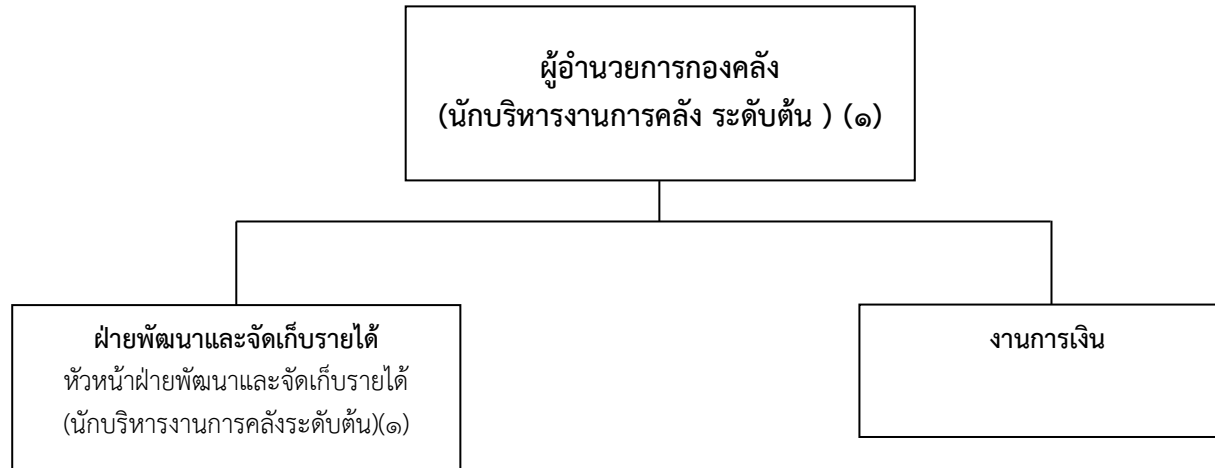 ผู้อำนวยการกองคลัง
(นักบริหารงานการคลัง ระดับต้น ) (๑)
ฝ่ายพัฒนาและจัดเก็บรายได้
หัวหน้าฝ่ายพัฒนาและจัดเก็บรายได้
(นักบริหารงานการคลังระดับต้น)(๑)
งานการเงิน